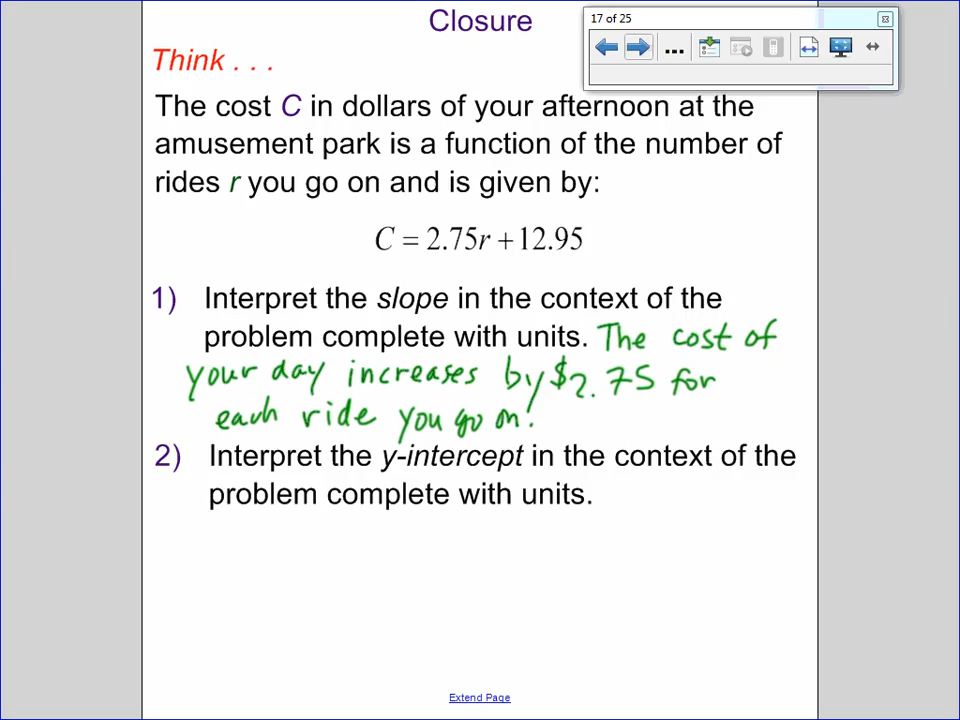 Closure
17 of 25
Think . . .
The cost C in dollars of your afternoon at the
amusement park is a function of the number of
rides r you go on and is given by:
C = 2.75r + 12.95
1) Interpret the slope in the context of the
problem complete with units. The cost of
your day increases by $2.75 for
each ride you go on!
2) Interpret the y-intercept in the context of the
problem complete with units.
Extend Page